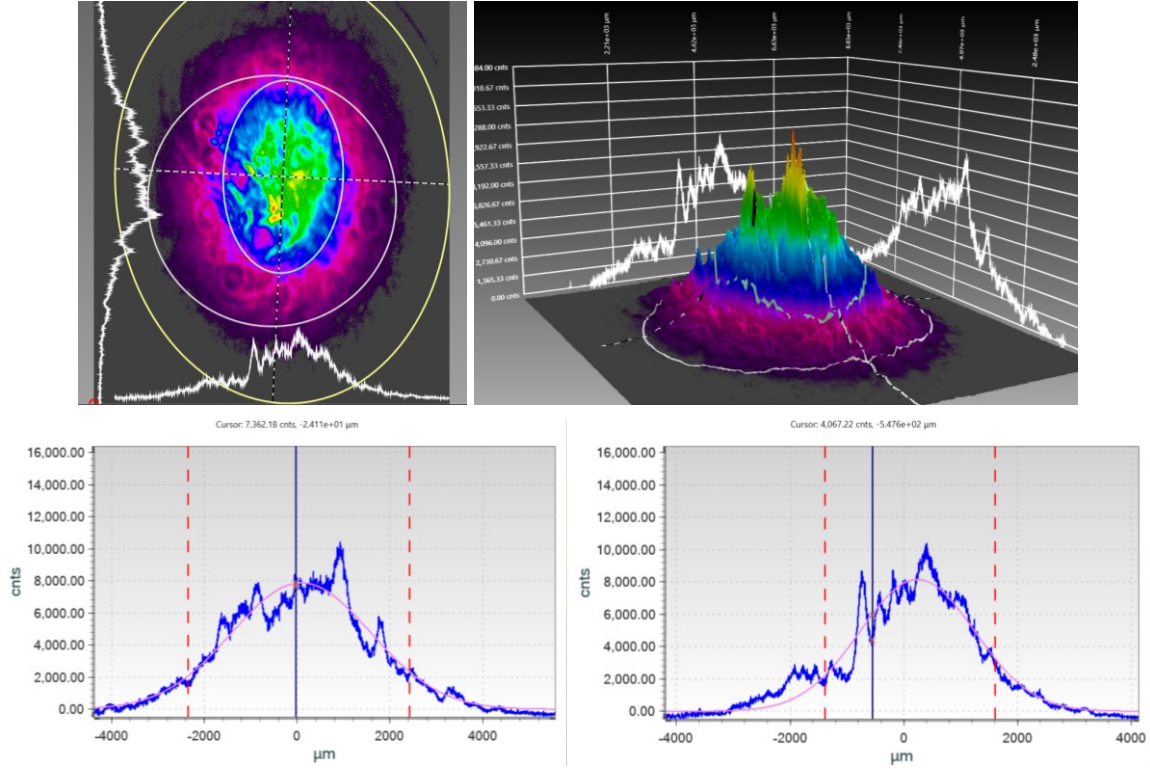 2.21e+03 µm
4.42e+03 µm
6.63e+03 µm
8.83e+03 µm
7.46e+03 µm
4.97e+03 µm
2.48e+03 µm
84.00 cnts
018.67 cnts
653.33 cnts
288.00 cnts
922.67 cnts
557.33 cnts
,192.00 cnts
,826.67 cnts
5,461.33 cnts
4,096.00 cnts
2,730.67 cnts
1,365.33 cnts
0.00 cnts
Cursor: 7,362.18 cnts, -2.411e+01 µm
16,000.00
14,000.00
12,000.00
10,000.00
8,000.00
6,000.00
4,000.00
2,000.00
0.00
cnts
-4000
-2000
0
2000
4000
µm
Cursor: 4,067.22 cnts, -5.476e+02 µm
16,000.00
14,000.00
12,000.00
10,000.00
8,000.00
6,000.00
4,000.00
2,000.00
0.00
cnts
-4000
-2000
0
2000
4000
µm